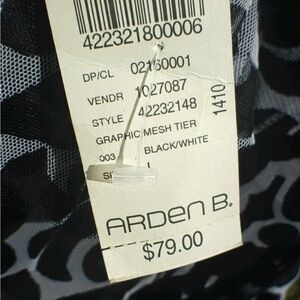 422321800006
DP/CL 02160001
VENDR 1027087
STYLE 42232148
GRAPHIC MESH TIER
003 BLACK/WHITE
1410
ARDEN B.
$79.00